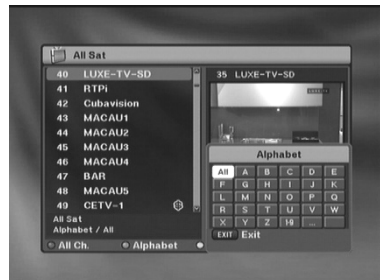 All Sat
40 LUXE-TV-SD
41 RTPi
42 Cubavision
43 MACAU1
44 MACAU2
45 MACAU3
46 MACAU4
47 BAR
48 MACAU5
49 CETV-1
All Sat
Alphabet / All
All Ch.
Alphabet
35 LUXE-TV-SD
Alphabet
All A B C D E
F G H I J K
L M N O P Q
R S T U V W
X Y Z 1-9 ...
EXIT Exit